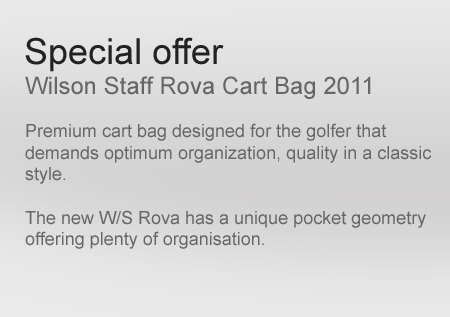 Special offer
Wilson Staff Rova Cart Bag 2011
Premium cart bag designed for the golfer that
demands optimum organization, quality in a classic
style.
The new W/S Rova has a unique pocket geometry
offering plenty of organisation.